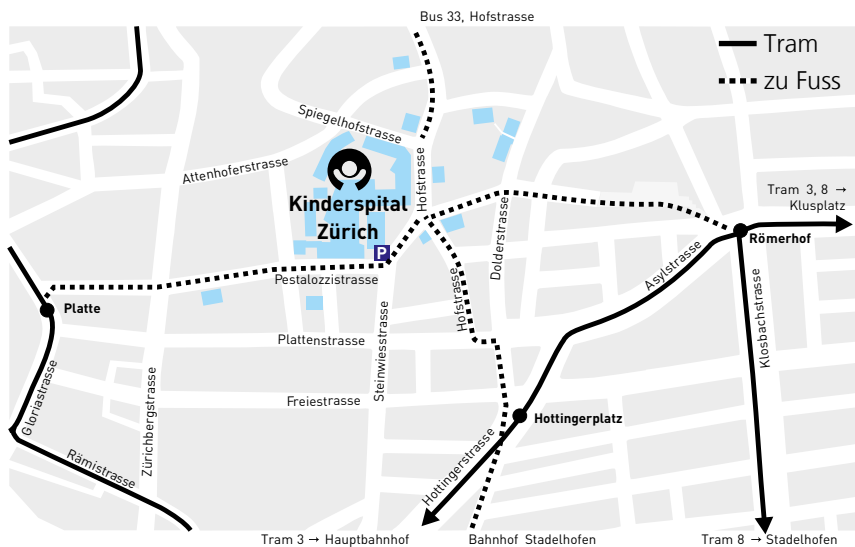 Bus 33, Hofstrasse
Tram
zu Fuss
Spiegelhofstrasse
Attenhoferstrasse
Hofstrasse
Kinderspital
Zürich
P
Tram 3, 8 →
Klusplatz
Römerhof
Dolderstrasse
Asylstrasse
Pestalozzistrasse
Hofstrasse
Platte
Plattenstrasse
Steinwiesstrasse
Klosbachstrasse
Gloriastrasse
Zürichbergstrasse
Freiestrasse
Hottingerplatz
Hottingerstrasse
Rämistrasse
Tram 3 → Hauptbahnhof
Bahnhof Stadelhofen
Tram 8 → Stadelhofen